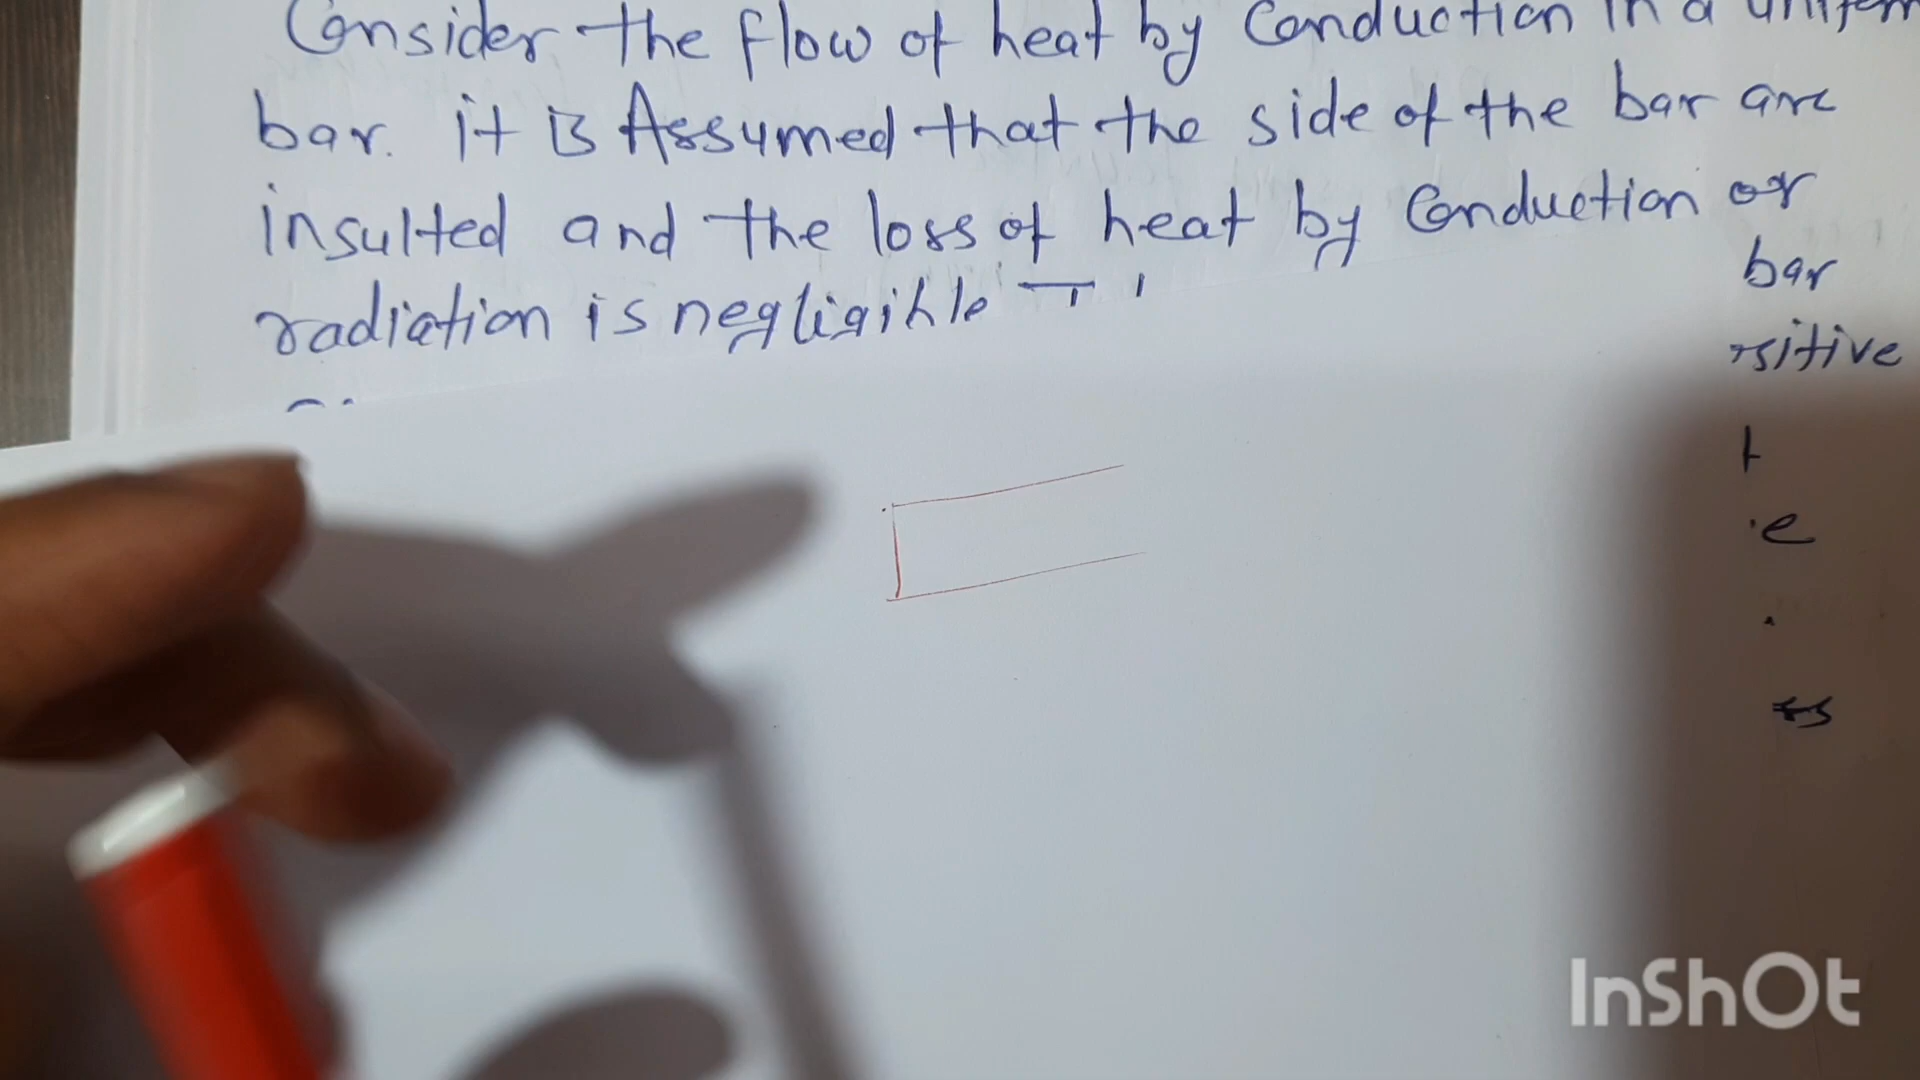 Consider the flow of heat by Conduction in a unifom
bar. it is Assumed that the side of the bar are
insulted and the loss of heat by Conduction or
radiation is negligible
bar
sitive
e
InShOt